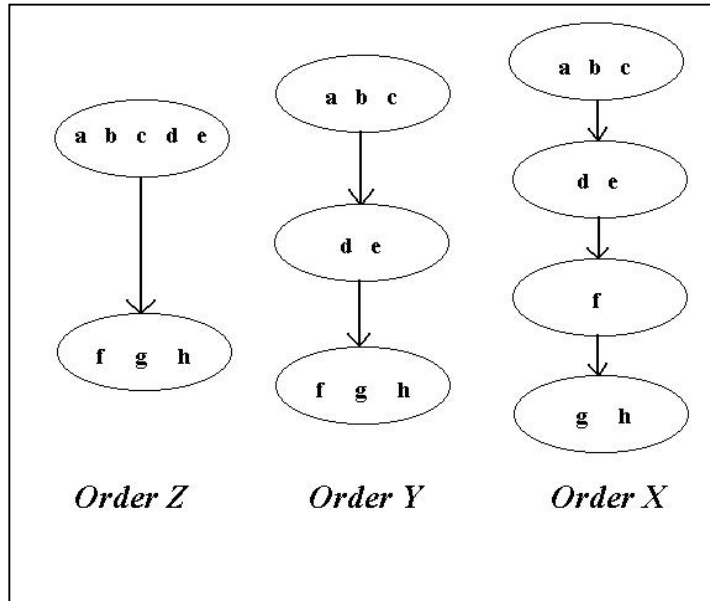 a b c d e
f g h
Order Z
a b c
d e
f g h
Order Y
a b c
d e
f
g h
Order X